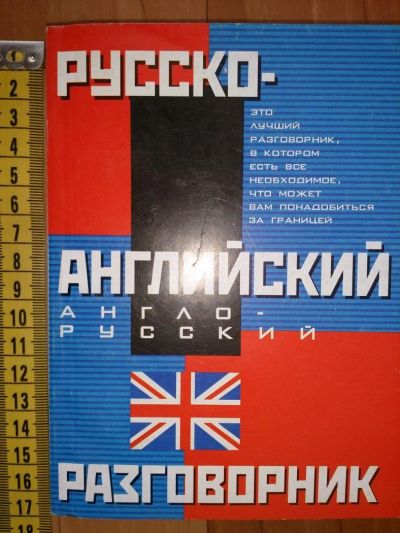 РУССКО-
ЭТО
ЛУЧШИЙ
РАЗГОВОРНИК,
В КОТОРОМ
ЕСТЬ ВСЕ
НЕОБХОДИМОЕ,
ЧТО МОЖЕТ
ВАМ ПОНАДОБИТЬСЯ
ЗА ГРАНИЦЕЙ
АНГЛИЙСКИЙ
АНГЛО-
РУССКИЙ
РАЗГОВОРНИК
1
2
3
4
5
6
7
8
9
10
11
12
13
14
15
16
17
18